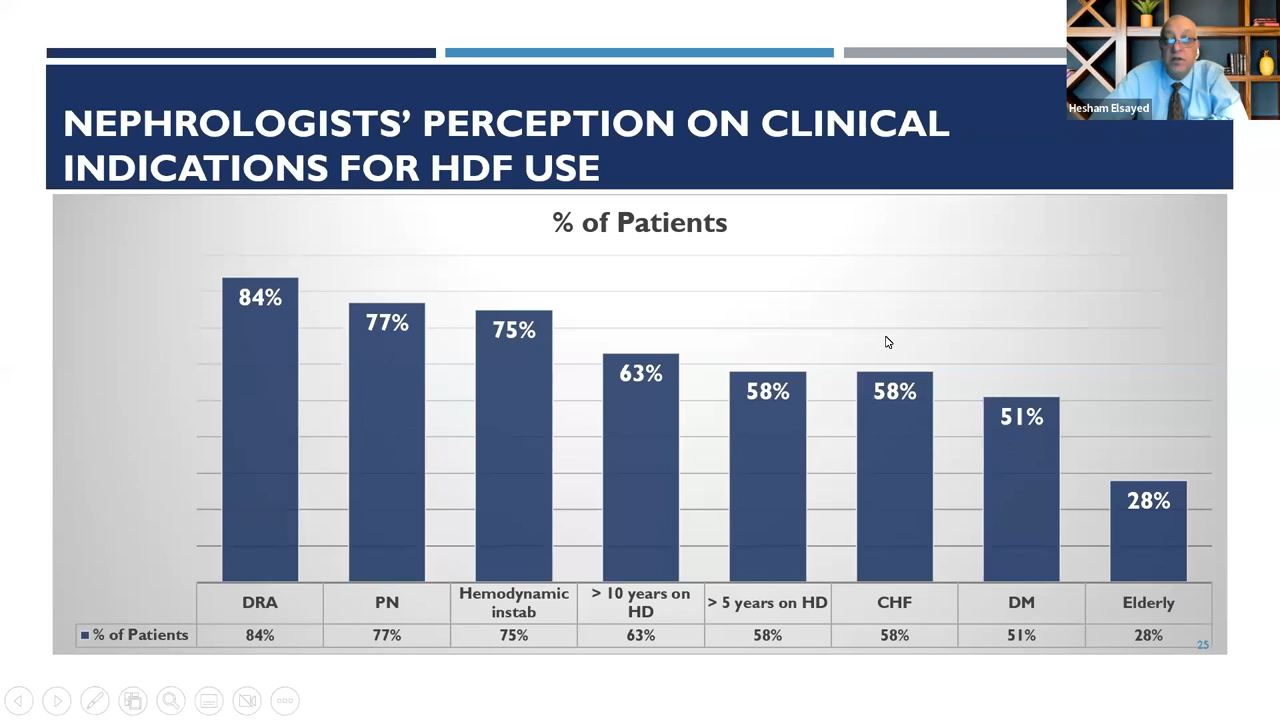 Hesham Elsayed
NEPHROLOGISTS’ PERCEPTION ON CLINICAL
INDICATIONS FOR HDF USE
% of Patients
84%
77%
75%
63%
58%
58%
51%
28%
DRA
PN
Hemodynamic
instab
> 10 years on
HD
> 5 years on HD
CHF
DM
Elderly
% of Patients
84%
77%
75%
63%
58%
58%
51%
28%
25